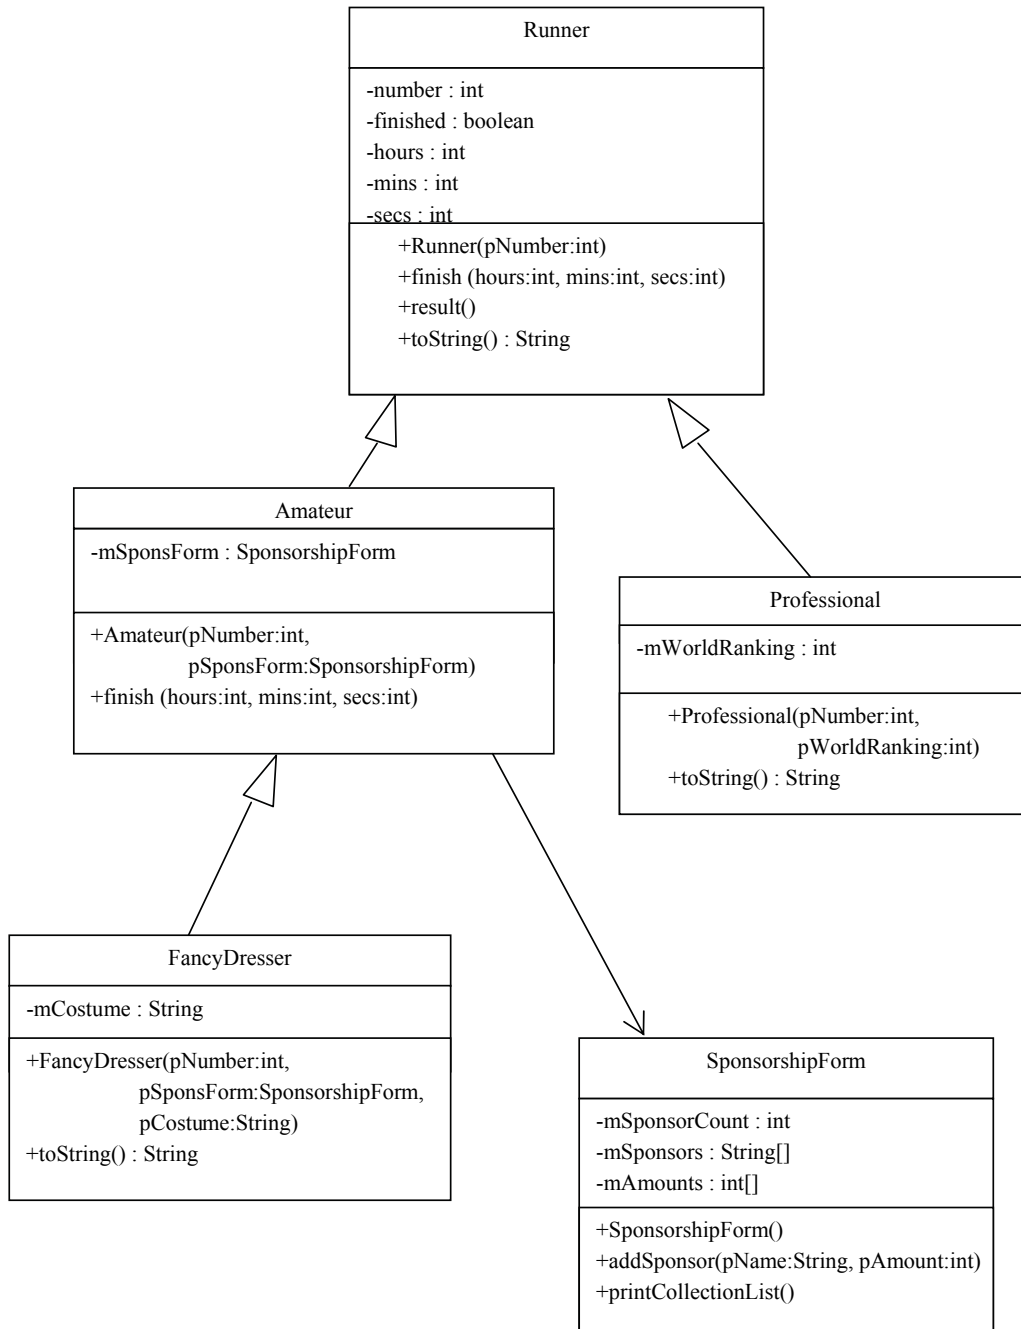 Runner
-number : int
-finished : boolean
-hours : int
-mins : int
-secs : int
+Runner(pNumber:int)
+finish (hours:int, mins:int, secs:int)
+result()
+toString() : String
Amateur
-mSponsForm : SponsorshipForm
+Amateur(pNumber:int,
pSponsForm:SponsorshipForm)
+finish (hours:int, mins:int, secs:int)
Professional
-mWorldRanking : int
+Professional(pNumber:int,
pWorldRanking:int)
+toString() : String
FancyDresser
-mCostume : String
+FancyDresser(pNumber:int,
pSponsForm:SponsorshipForm,
pCostume:String)
+toString() : String
SponsorshipForm
-mSponsorCount : int
-mSponsors : String[]
-mAmounts : int[]
+SponsorshipForm()
+addSponsor(pName:String, pAmount:int)
+printCollectionList()